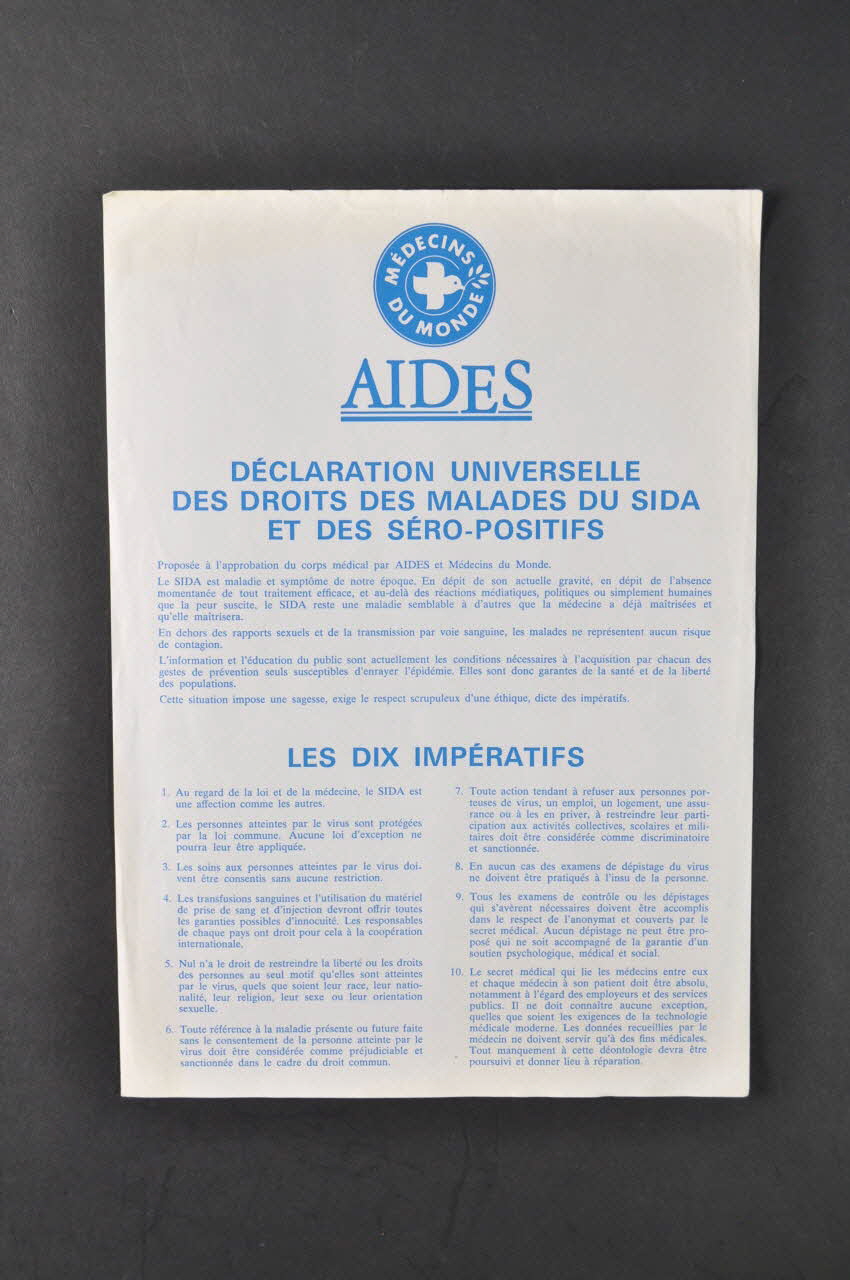 MÉDECINS
DU MONDE
AIDES
DÉCLARATION UNIVERSELLE
DES DROITS DES MALADES DU SIDA
ET DES SÉRO-POSITIFS
Proposée à l'approbation du corps médical par AIDES et Médecins du Monde.
Le SIDA est maladie et symptôme de notre époque. En dépit de son actuelle gravité, en dépit de l'absence
momentanée de tout traitement efficace, et au-delà des réactions médiatiques, politiques ou simplement humaines
que la peur suscite, le SIDA reste une maladie semblable à d'autres que la médecine a déjà maîtrisées et
qu'elle maîtrisera.
En dehors des rapports sexuels et de la transmission par voie sanguine, les malades ne représentent aucun risque
de contagion.
L'information et l'éducation du public sont actuellement les conditions nécessaires à l'acquisition par chacun des
gestes de prévention seuls susceptibles d'enrayer l'épidémie. Elles sont donc garantes de la santé et de la liberté
des populations.
Cette situation impose une sagesse, exige le respect scrupuleux d'une éthique, dicte des impératifs.
LES DIX IMPÉRATIFS
1. Au regard de la loi et de la médecine, le SIDA est
une affection comme les autres.
2. Les personnes atteintes par le virus sont protégées
par la loi commune. Aucune loi d'exception ne
pourra leur être appliquée.
3. Les soins aux personnes atteintes par le virus doi-
vent être consentis sans aucune restriction.
4. Les transfusions sanguines et l'utilisation du matériel
de prise de sang et d'injection devront offrir toutes
les garanties possibles d'innocuité. Les responsables
de chaque pays ont droit pour cela à la coopération
internationale.
5. Nul n'a le droit de restreindre la liberté ou les droits
des personnes au seul motif qu'elles sont atteintes
par le virus, quels que soient leur race, leur natio-
nalité, leur religion, leur sexe ou leur orientation
sexuelle.
6. Toute référence à la maladie présente ou future faite
sans le consentement de la personne atteinte par le
virus doit être considérée comme préjudiciable et
sanctionnée dans le cadre du droit commun.
7. Toute action tendant à refuser aux personnes por-
teuses de virus, un emploi, un logement, une assu-
rance ou à les en priver, à restreindre leur parti-
cipation aux activités collectives, scolaires et mili-
taires doit être considérée comme discriminatoire
et sanctionnée.
8. En aucun cas des examens de dépistage du virus
ne doivent être pratiqués à l'insu de la personne.
9. Tous les examens de contrôle ou les dépistages
qui s'avèrent nécessaires doivent être accomplis
dans le respect de l'anonymat et couverts par le
secret médical. Aucun dépistage ne peut être pro-
posé qui ne soit accompagné de la garantie d'un
soutien psychologique, médical et social.
10. Le secret médical qui lie les médecins entre eux
et chaque médecin à son patient doit être absolu,
notamment à l'égard des employeurs et des services
publics. Il ne doit connaître aucune exception,
quelles que soient les exigences de la technologie
médicale moderne. Les données recueillies par le
médecin ne doivent servir qu'à des fins médicales.
Tout manquement à cette déontologie devra être
poursuivi et donner lieu à réparation.